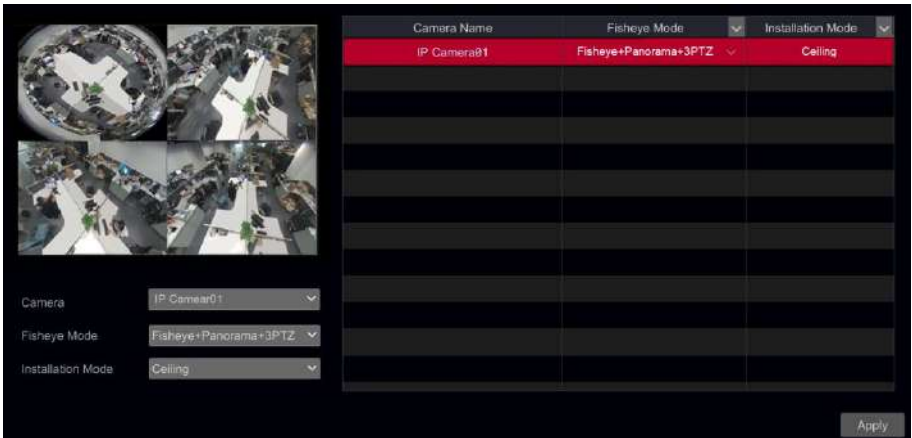 Camera Name Fisheye Mode Installation Mode
IP Camera01 Fisheye+Panorama+3PTZ Ceiling
Camera IP Camear01
Fisheye Mode Fisheye+Panorama+3PTZ
Installation Mode Ceiling
Apply